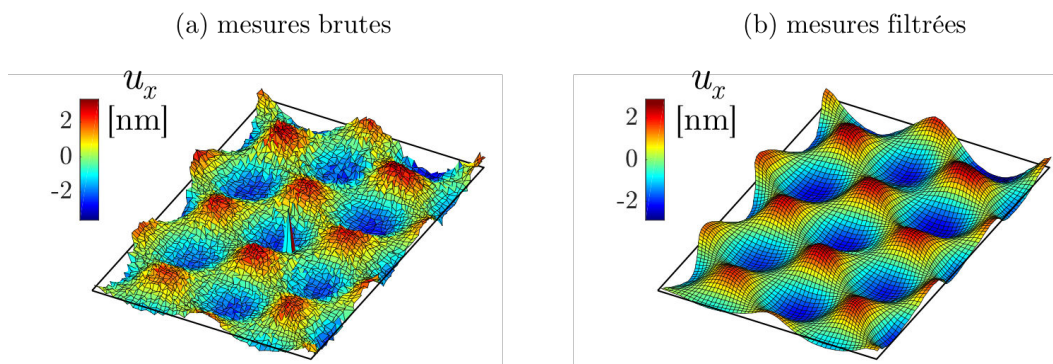 (a) mesures brutes
(b) mesures filtrées
u_x
2
[nm]
0
-2
u_x
2
[nm]
0
-2